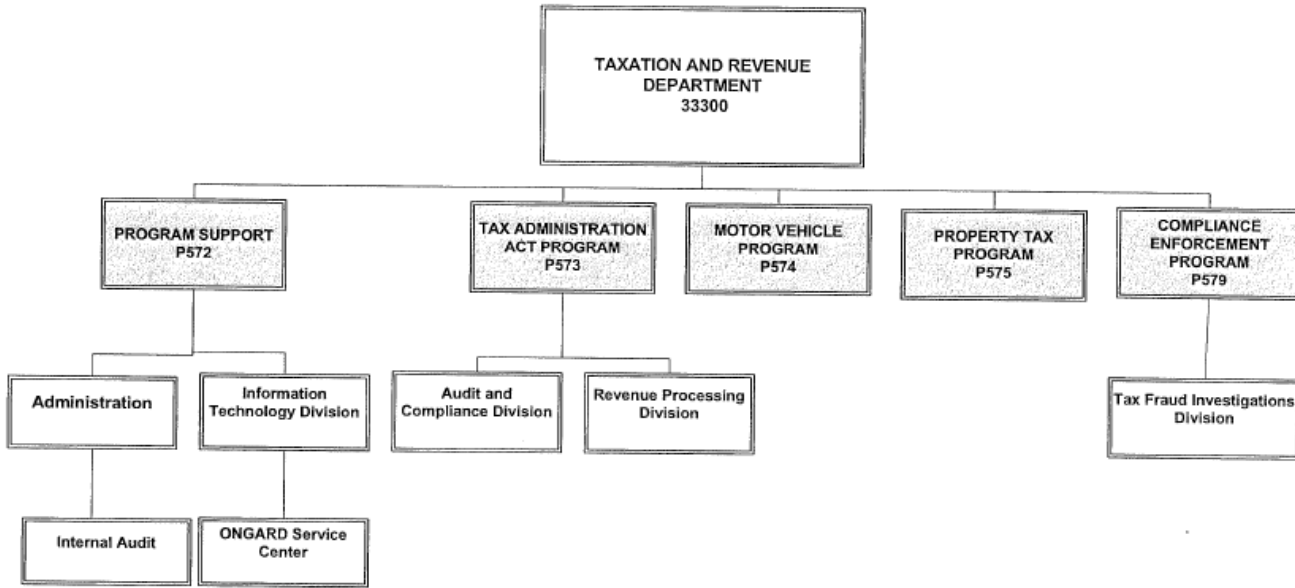 TAXATION AND REVENUE
DEPARTMENT
33300
PROGRAM SUPPORT
P572
TAX ADMINISTRATION
ACT PROGRAM
P573
MOTOR VEHICLE
PROGRAM
P574
PROPERTY TAX
PROGRAM
P575
COMPLIANCE
ENFORCEMENT
PROGRAM
P579
Administration
Information
Technology Division
Audit and
Compliance Division
Revenue Processing
Division
Tax Fraud Investigations
Division
Internal Audit
ONGARD Service
Center